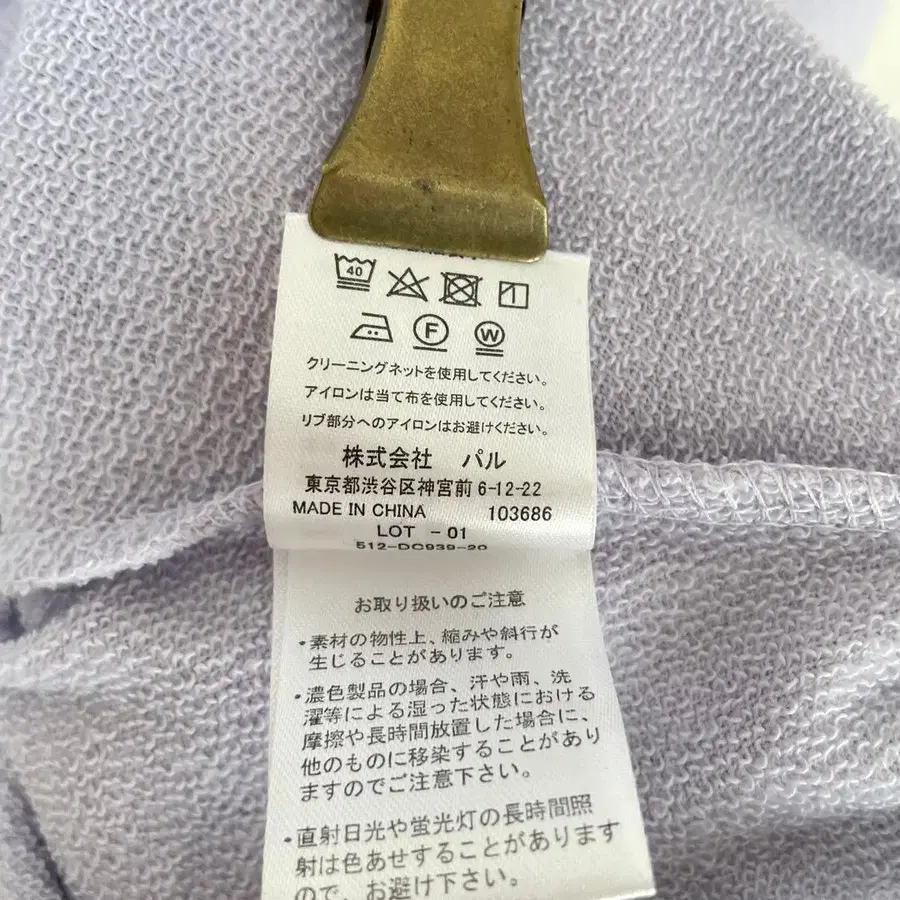 40
F
W
クリーニングネットを使用してください。
アイロンは当て布を使用してください。
リブ部分へのアイロンはお避けください。
株式会社 パル
東京都渋谷区神宮前 6-12-22
MADE IN CHINA 103686
LOT -01
512-DC939-20
お取り扱いのご注意
・素材の物性上、縮みや斜行が
生じることがあります。
・濃色製品の場合、汗や雨、洗
濯等による湿った状態における
摩擦や長時間放置した場合に、
他のものに移染することがあり
ますのでご注意下さい。
・直射日光や蛍光灯の長時間照
射は色あせすることがあります
ので、お避け下さい。